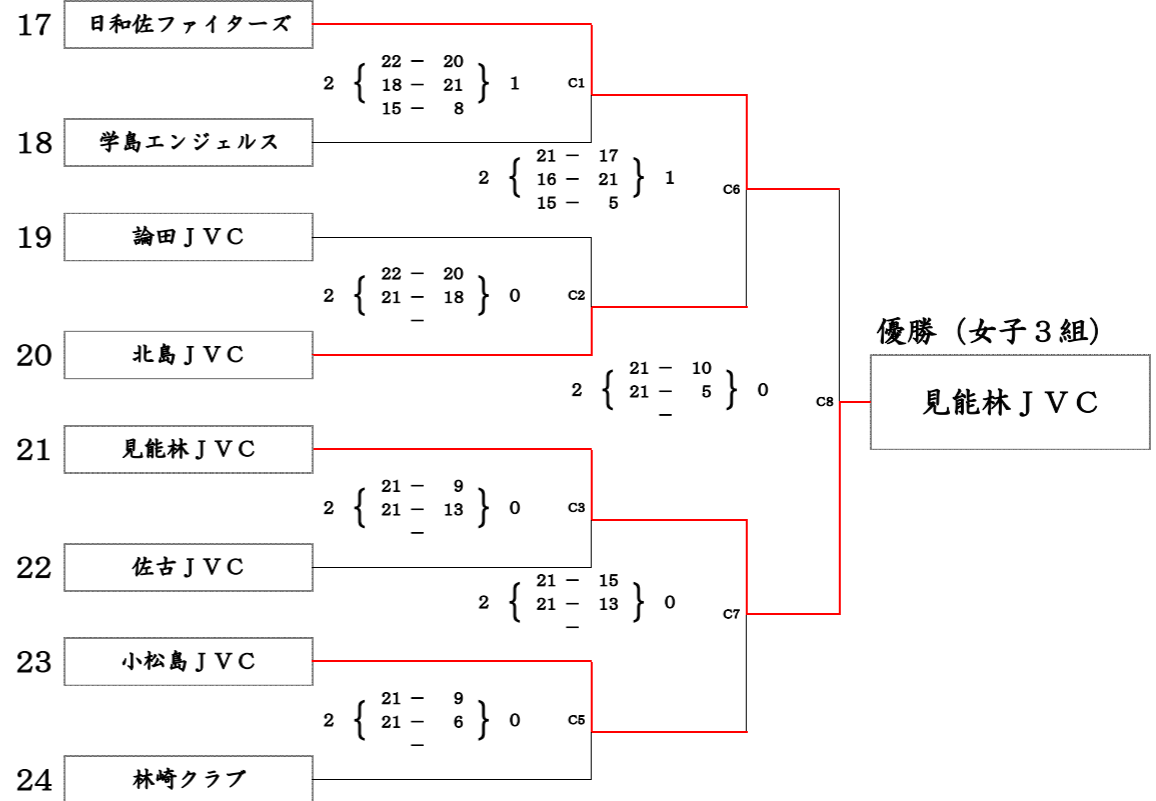 17 日和佐ファイターズ
2 { 22 － 20 } 1
18 － 21
15 － 8
C1
18 学島エンジェルス
2 { 21 － 17 } 1
16 － 21
15 － 5
C6
19 論田ＪＶＣ
2 { 22 － 20 } 0
21 － 18
－
C2
20 北島ＪＶＣ
2 { 21 － 10 } 0
21 － 5
－
C8
優勝（女子３組）
見能林ＪＶＣ
21 見能林ＪＶＣ
2 { 21 － 9 } 0
21 － 13
－
C3
22 佐古ＪＶＣ
2 { 21 － 15 } 0
21 － 13
－
C7
23 小松島ＪＶＣ
2 { 21 － 9 } 0
21 － 6
－
C5
24 林崎クラブ